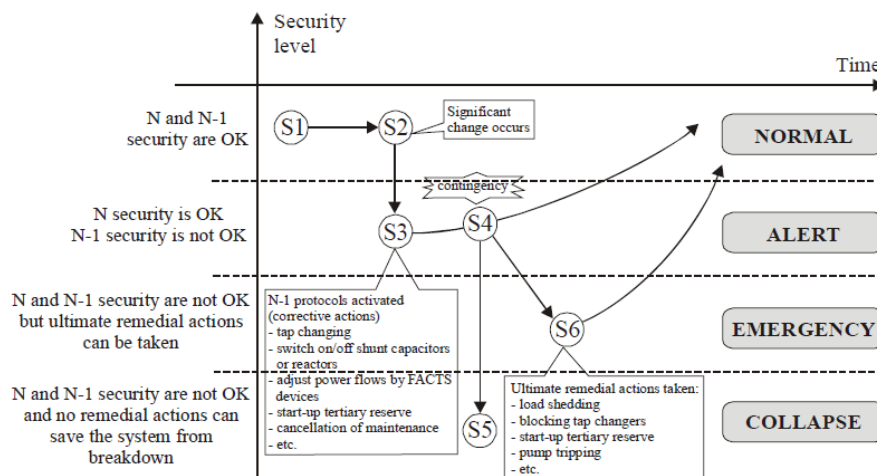 Security
level
Time
N and N-1
security are OK
S1
S2
Significant
change occurs
NORMAL
contingency
N security is OK
N-1 security is not OK
S3
S4
ALERT
N and N-1 security are not OK
but ultimate remedial actions
can be taken
N-1 protocols activated
(corrective actions)
- tap changing
- switch on/off shunt capacitors
or reactors
- adjust power flows by FACTS
devices
- start-up tertiary reserve
- cancellation of maintenance
- etc.
S6
EMERGENCY
N and N-1 security are not OK
and no remedial actions can
save the system from
breakdown
S5
Ultimate remedial actions taken:
- load shedding
- blocking tap changers
- start-up tertiary reserve
- pump tripping
- etc.
COLLAPSE